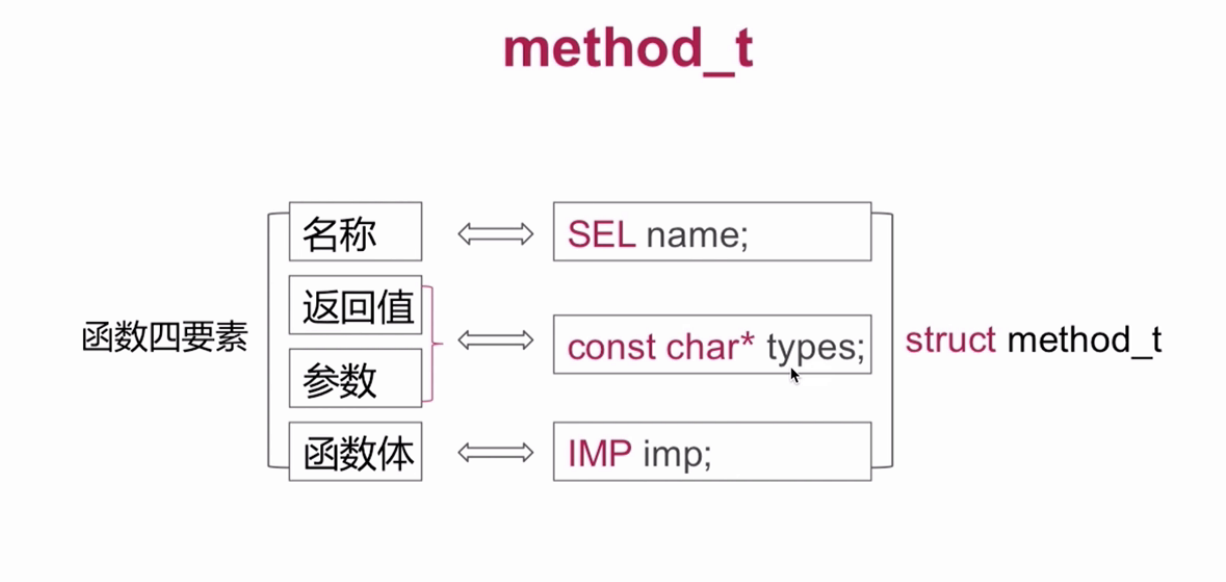 method_t
名称
SEL name;
返回值
函数四要素
const char* types;
struct method_t
参数
函数体
IMP imp;